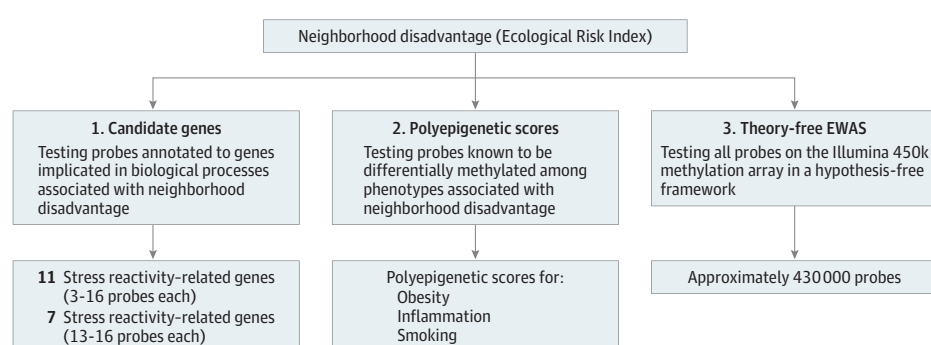 Neighborhood disadvantage (Ecological Risk Index)
1. Candidate genes
Testing probes annotated to genes
implicated in biological processes
associated with neighborhood
disadvantage
2. Polyepigenetic scores
Testing probes known to be
differentially methylated among
phenotypes associated with
neighborhood disadvantage
3. Theory-free EWAS
Testing all probes on the Illumina 450k
methylation array in a hypothesis-free
framework
11 Stress reactivity-related genes
(3-16 probes each)
7 Stress reactivity-related genes
(13-16 probes each)
Polyepigenetic scores for:
Obesity
Inflammation
Smoking
Approximately 430 000 probes